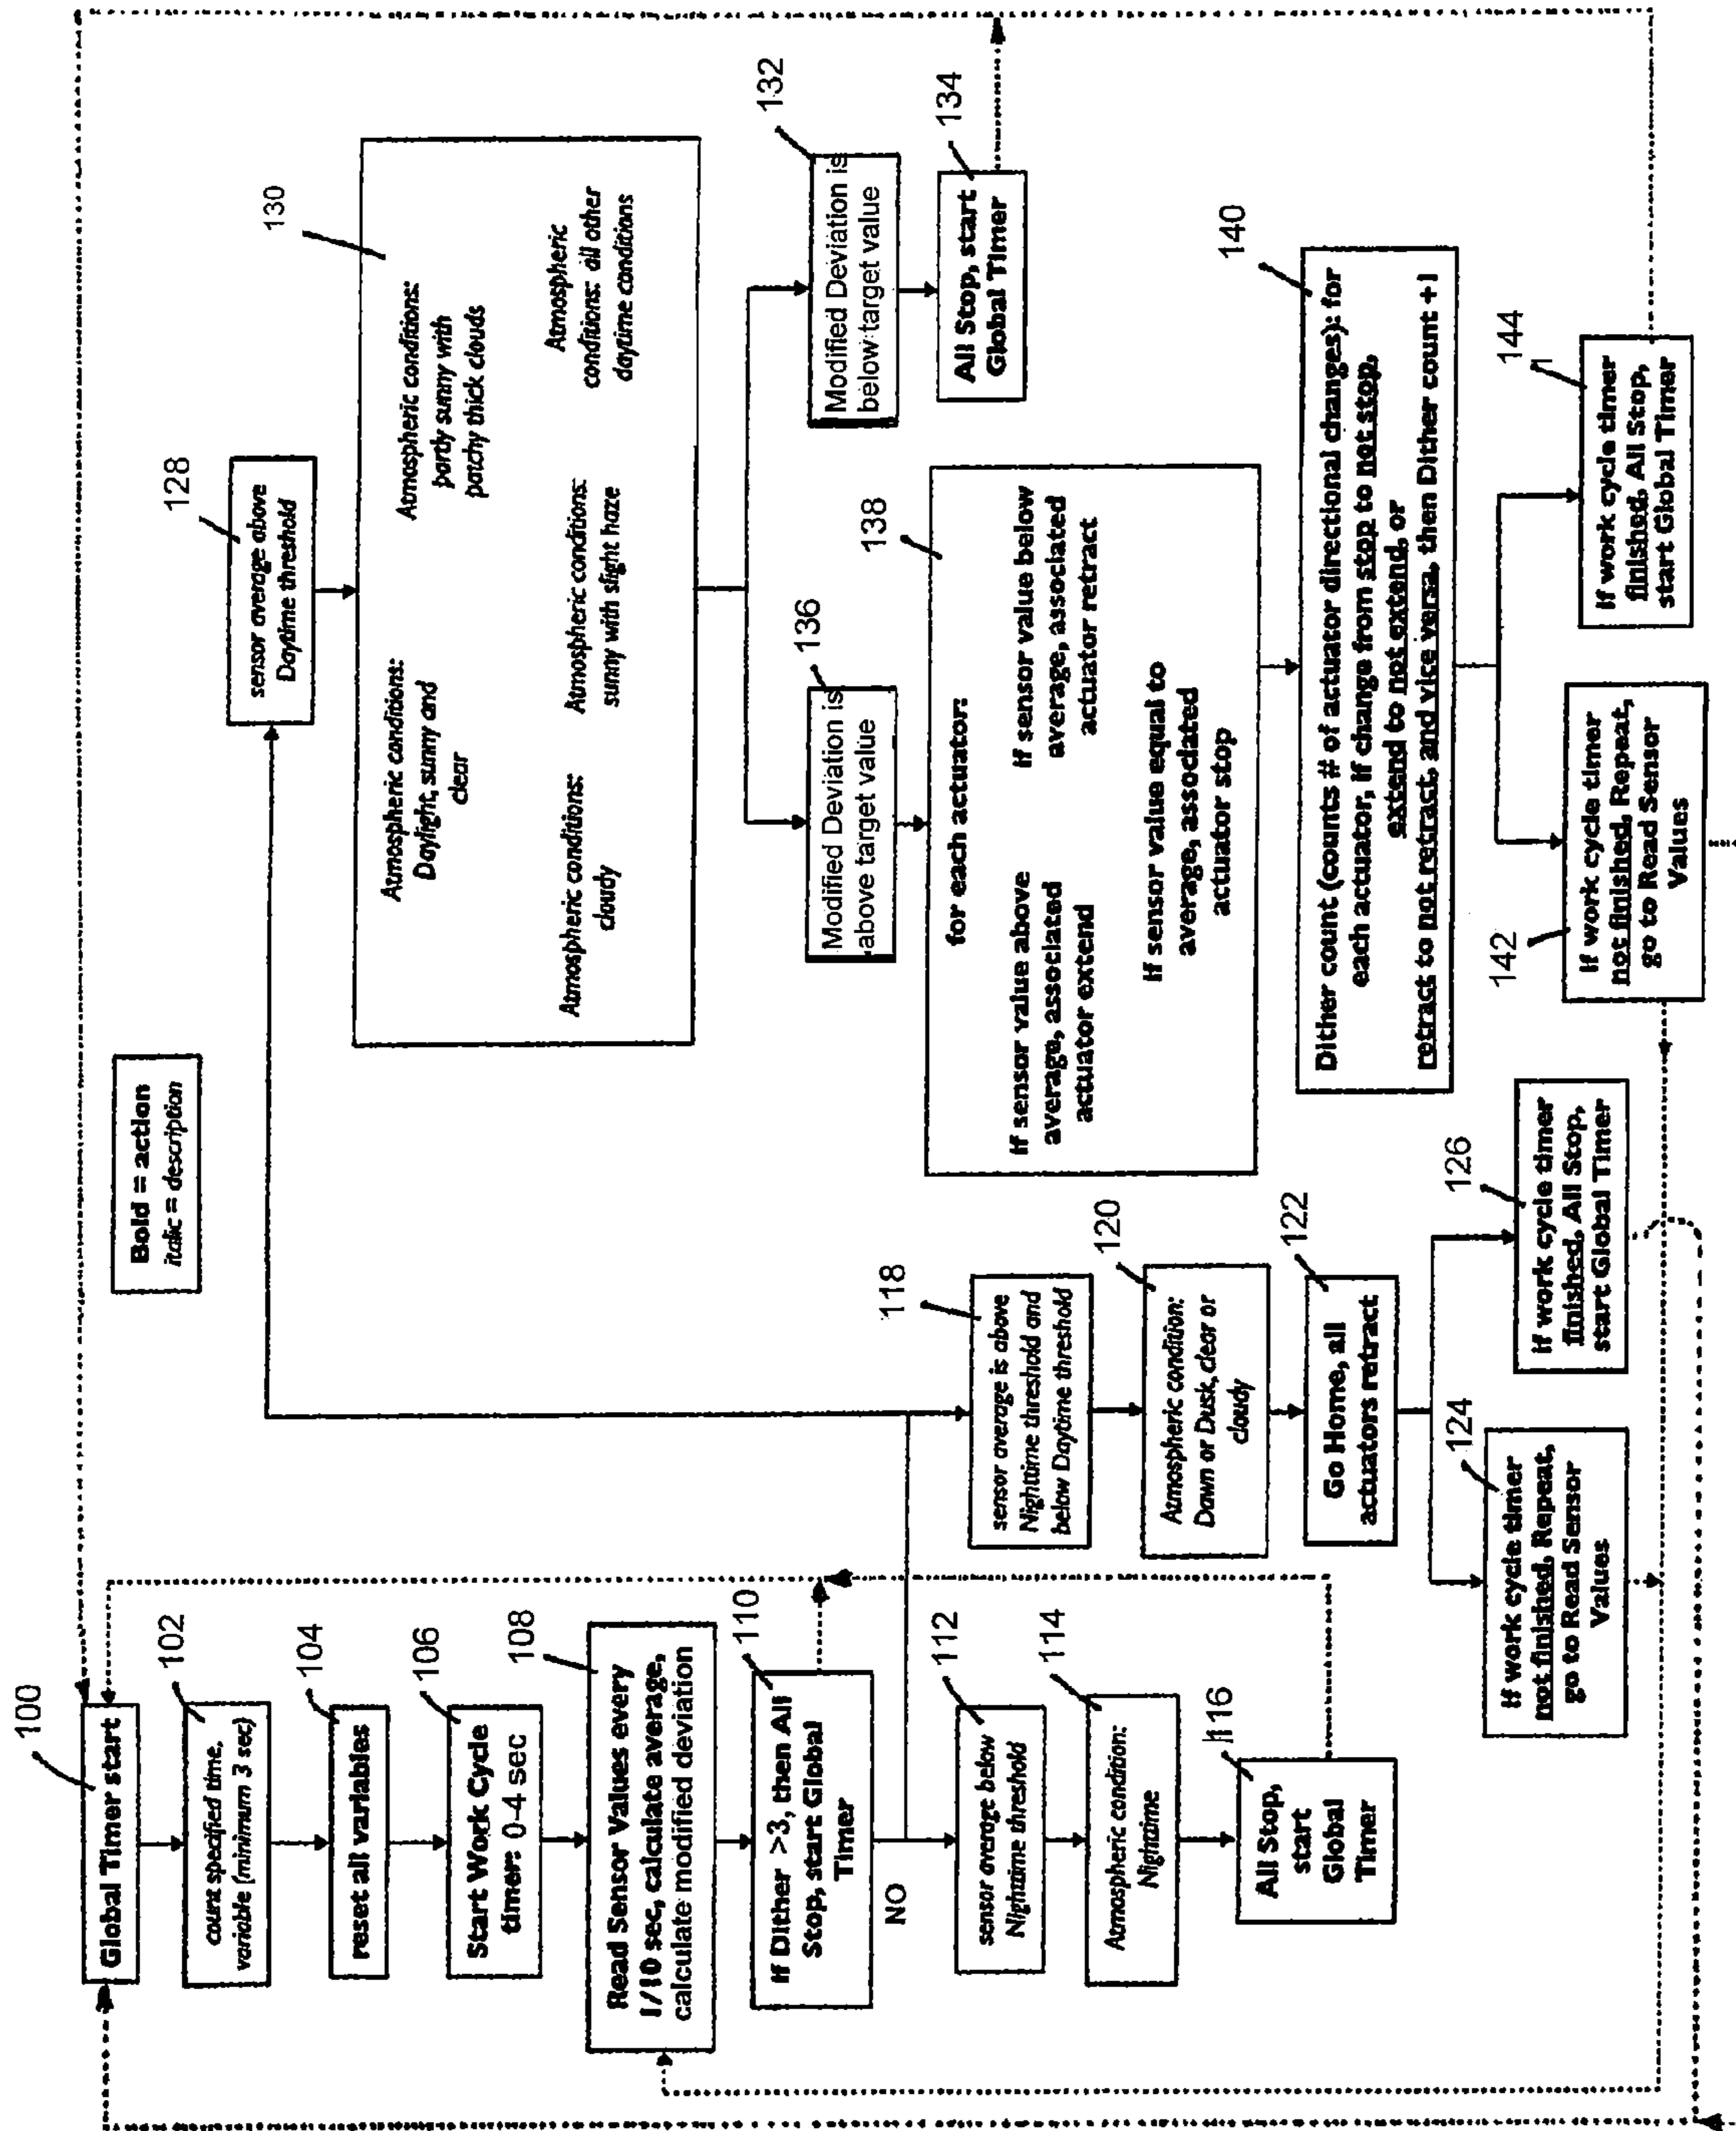 100
Global Timer start
102
count specified time,
variable (minimum 3 sec)
104
reset all variables
106
Start Work Cycle
timer: 0-4 sec
108
Read Sensor Values every
1/10 sec, calculate average,
calculate modified deviation
110
If Dither >3, then All
Stop, start Global
Timer
NO
112
sensor average below
Nighttime threshold
114
Atmospheric condition:
Nightime
116
All Stop,
start
Global
Timer
Bold = action
italic = description
118
sensor average is above
Nighttime threshold and
below Daytime threshold
120
Atmospheric condition:
Dawn or Dusk, clear or
cloudy
122
Go Home, all
actuators retract
124
If work cycle timer
not finished, Repeat,
go to Read Sensor
Values
126
If work cycle timer
finished, All Stop,
start Global Timer
128
sensor average above
Daytime threshold
130
Atmospheric conditions:
Daylight, sunny and
clear
Atmospheric conditions:
partly sunny with
patchy thick clouds
Atmospheric conditions:
cloudy
Atmospheric conditions:
sunny with slight haze
Atmospheric
conditions: all other
daytime conditions
132
Modified Deviation is
below target value
134
All Stop, start
Global Timer
136
Modified Deviation is
above target value
138
for each actuator:
If sensor value above
average, associated
actuator extend
If sensor value below
average, associated
actuator retract
If sensor value equal to
average, associated
actuator stop
140
Dither count (counts # of actuator directional changes): for
each actuator, if change from stop to not stop,
extend to not extend, or
retract to not retract, and vice versa, then Dither count +1
142
If work cycle timer
not finished, Repeat,
go to Read Sensor
Values
144
If work cycle timer
finished, All Stop,
start Global Timer